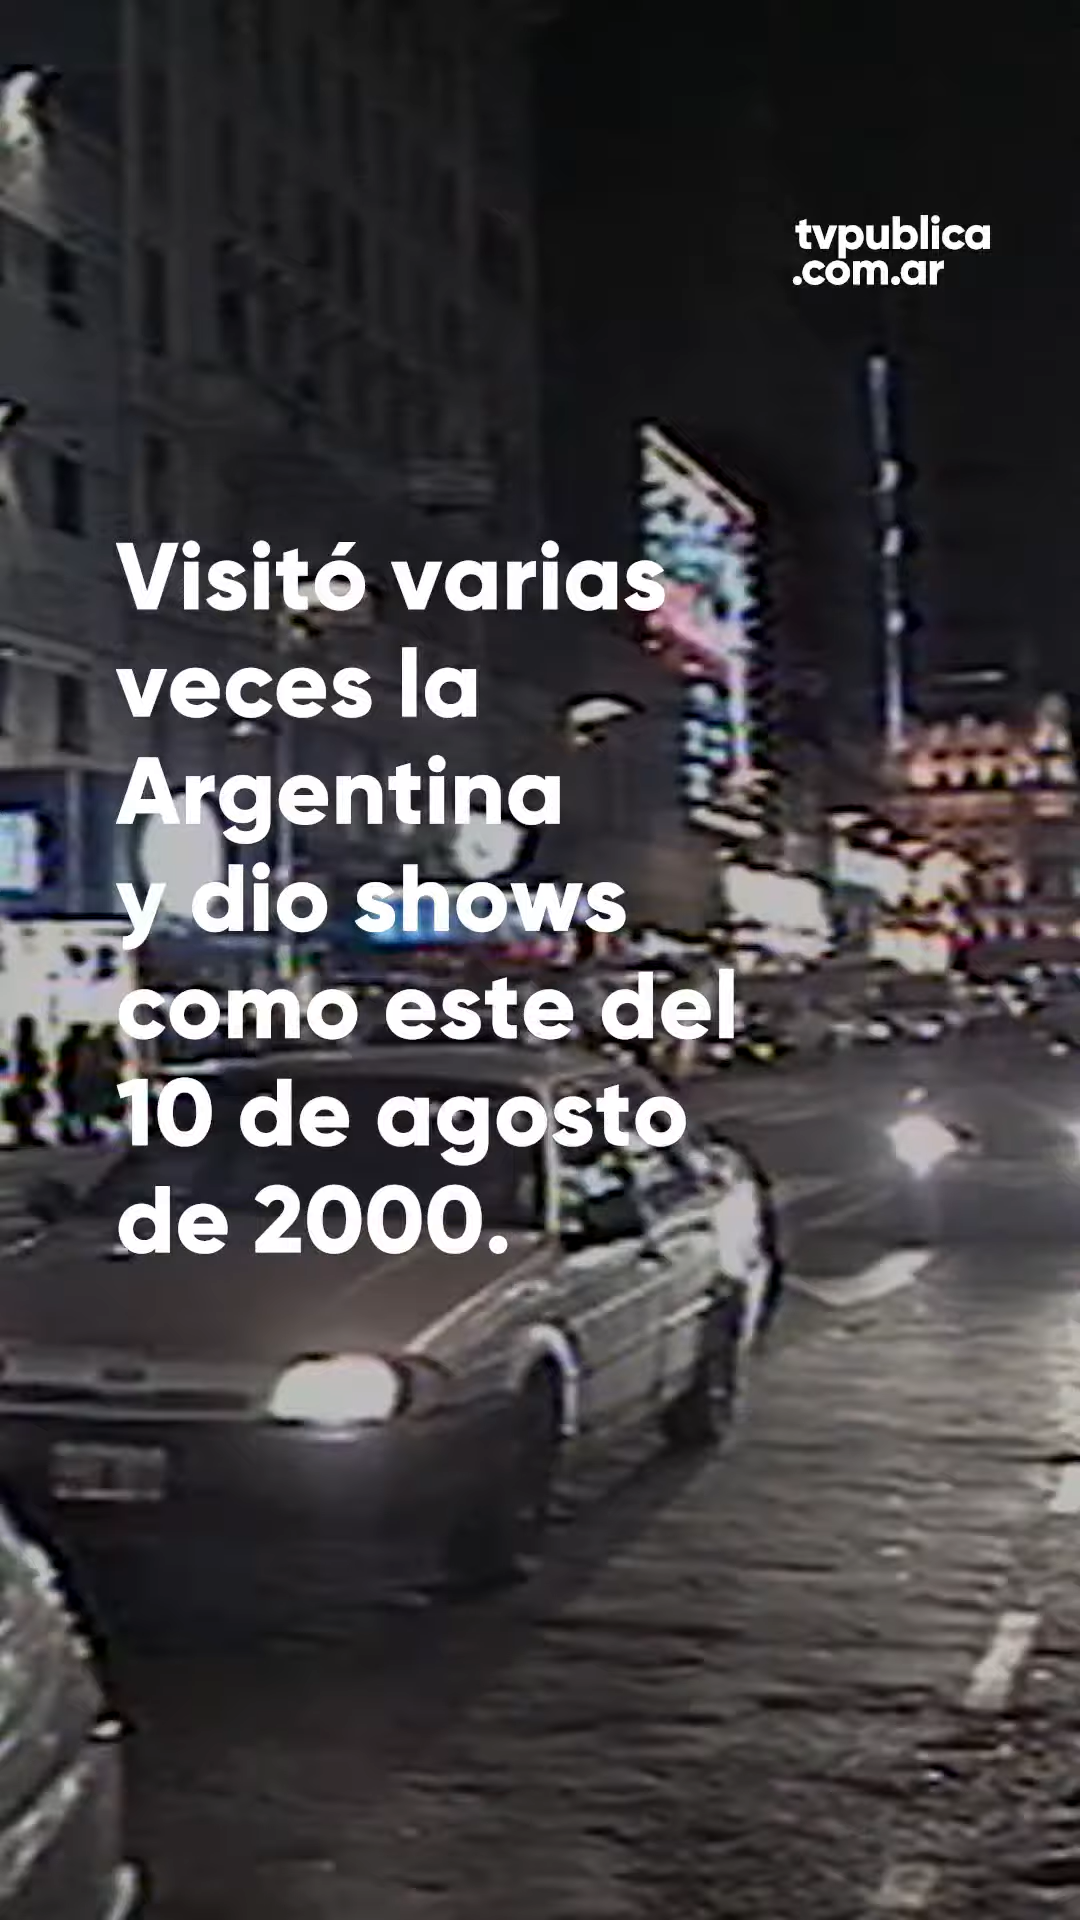 tvpublica
.com.ar
Visitó varias
veces la
Argentina
y dio shows
como este del
10 de agosto
de 2000.